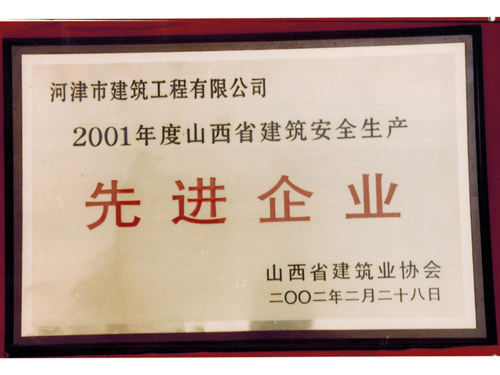 河津市建筑工程有限公司
2001年度山西省建筑安全生产
先进企业
山西省建筑业协会
二〇〇二年二月二十八日